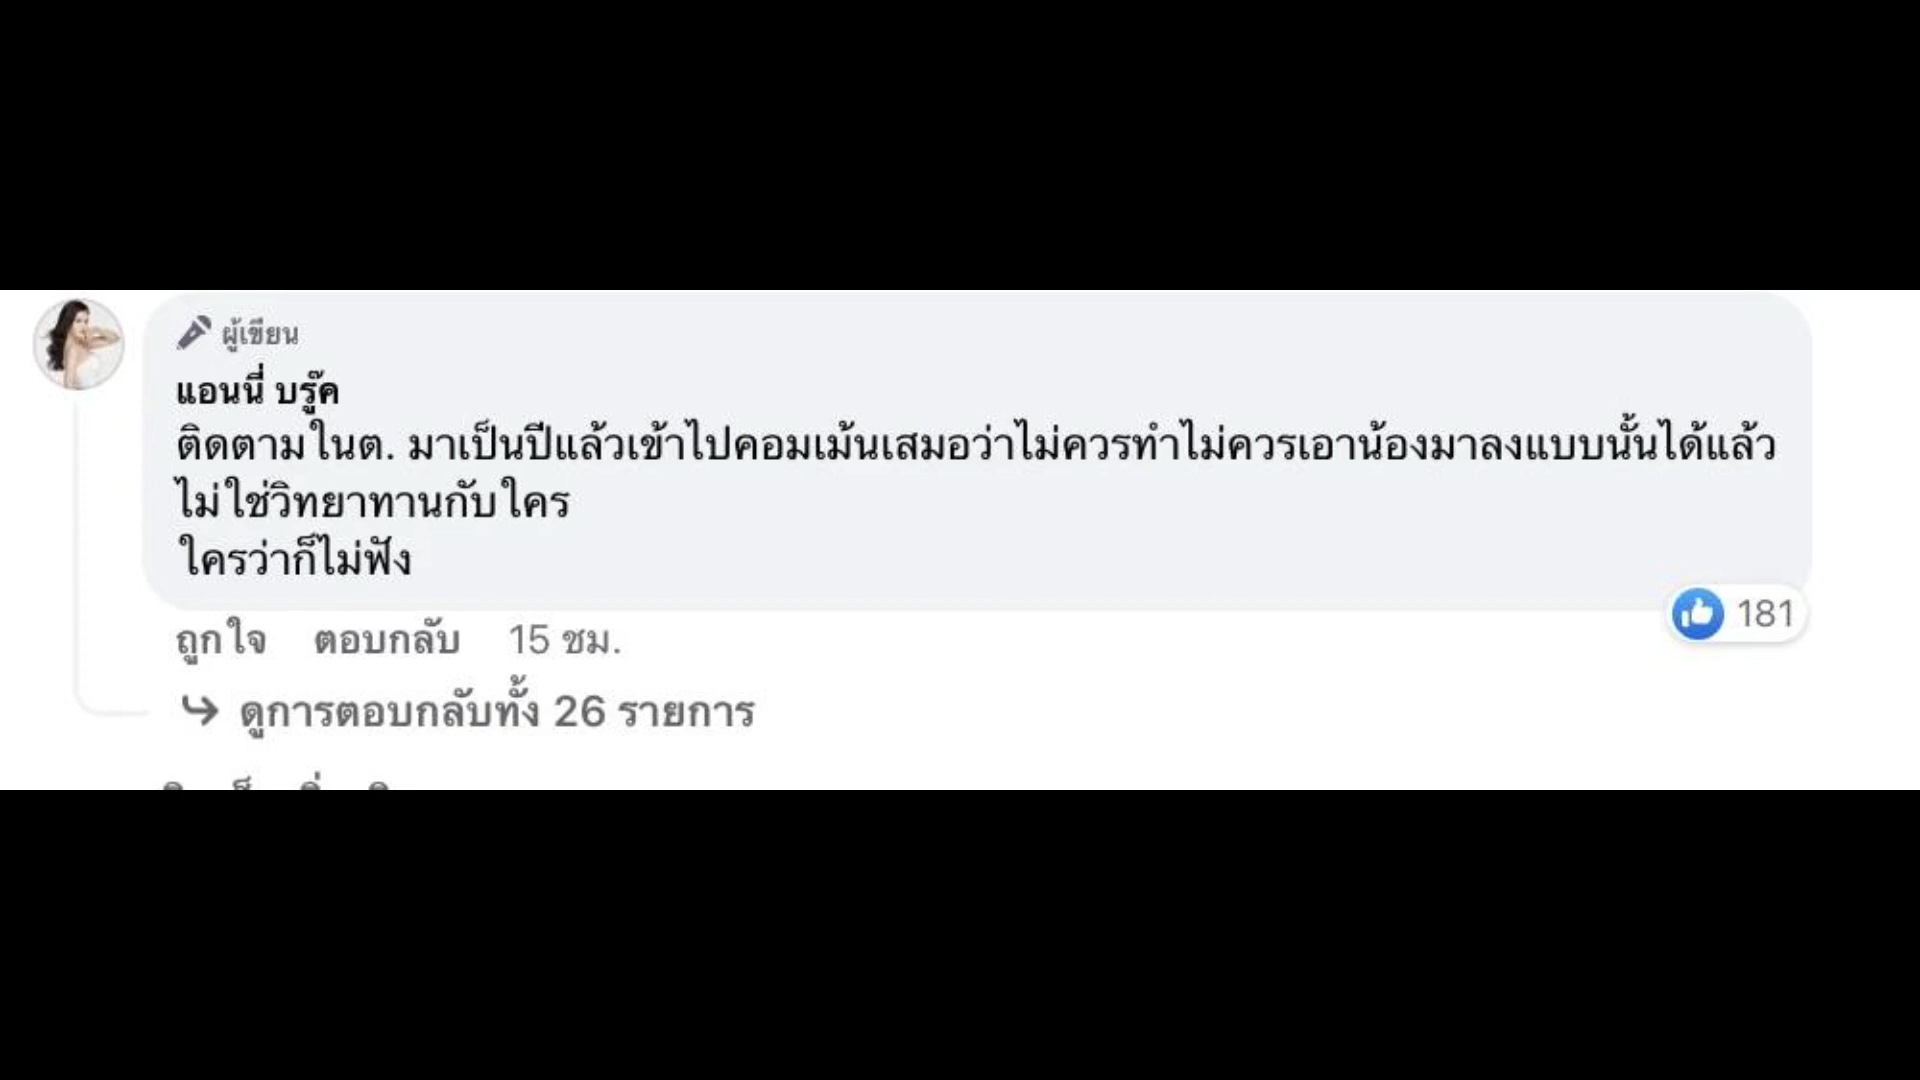 ผู้เขียน
แอนนี่ บรู๊ค
ติดตามในต. มาเป็นปีแล้วเข้าไปคอมเม้นเสมอว่าไม่ควรทำไม่ควรเอาน้องมาลงแบบนั้นได้แล้ว
ไม่ใช่วิทยาทานกับใคร
ใครว่าก็ไม่ฟัง
181
ถูกใจ ตอบกลับ 15 ชม.
ดูการตอบกลับทั้ง 26 รายการ